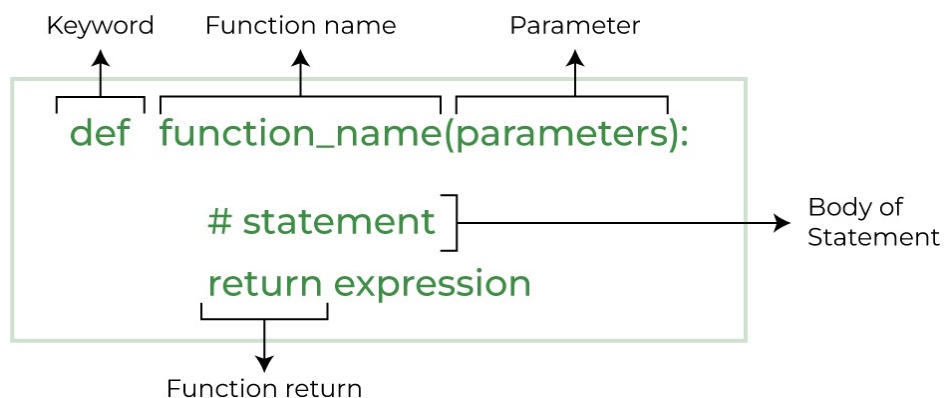 Keyword Function name Parameter
def function_name(parameters):
# statement
Body of
Statement
return expression
Function return